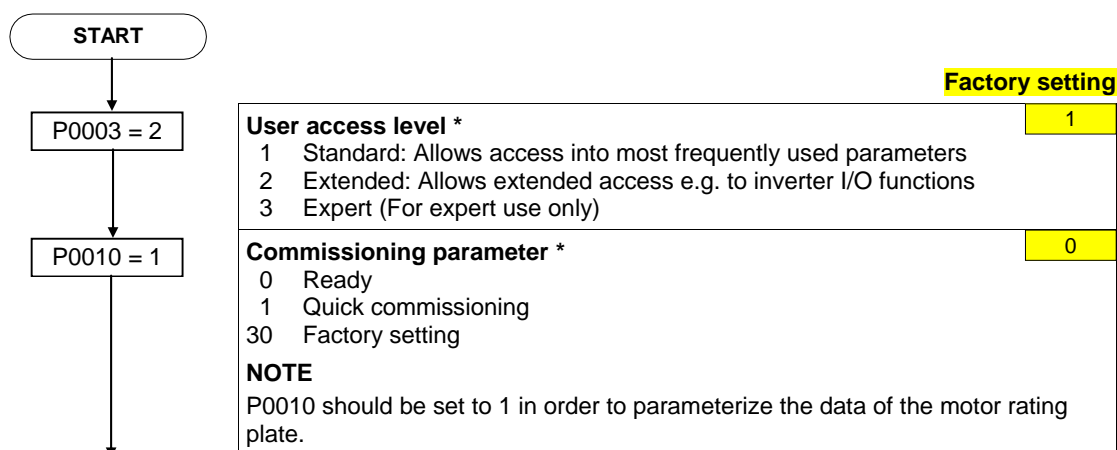 START
Factory setting
P0003 = 2
User access level *
1
1 Standard: Allows access into most frequently used parameters
2 Extended: Allows extended access e.g. to inverter I/O functions
3 Expert (For expert use only)
P0010 = 1
Commissioning parameter *
0
0 Ready
1 Quick commissioning
30 Factory setting
NOTE
P0010 should be set to 1 in order to parameterize the data of the motor rating
plate.